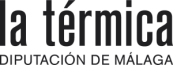 la térmica
DIPUTACIÓN DE MÁLAGA